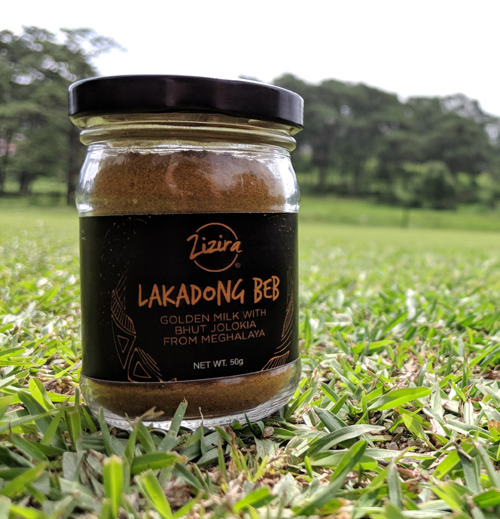 Zizira
®
LAKADONG BEB
GOLDEN MILK WITH
BHUT JOLOKIA
FROM MEGHALAYA
NET WT. 50g